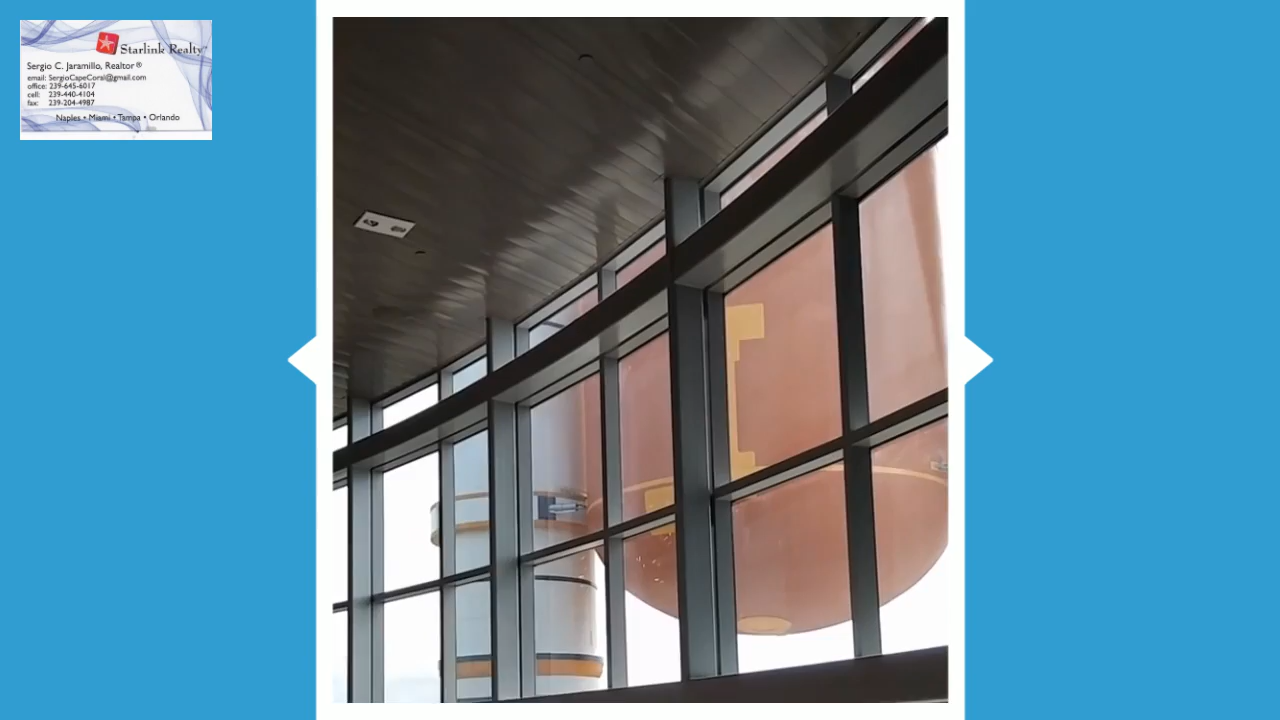 Starlink Realty
Sergio C. Jaramillo, Realtor®
email: SergioCapeCoral@gmail.com
office: 239-645-6017
cell: 239-440-4104
fax: 239-204-4987
Naples • Miami • Tampa • Orlando